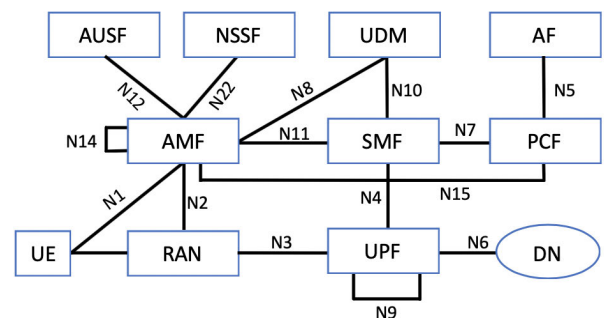 AUSF
NSSF
UDM
AF
N12
N22
N8
N10
N5
N14
AMF
N11
SMF
N7
PCF
N1
N2
N4
N15
UE
RAN
N3
UPF
N6
DN
N9